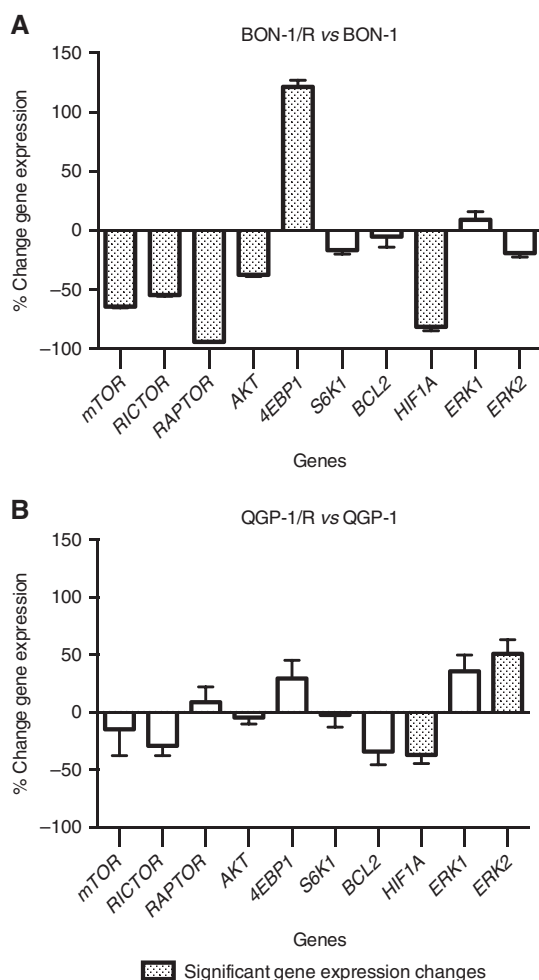 A
BON-1/R vs BON-1
% Change gene expression
150
100
50
0
−50
−100
mTOR
RICTOR
RAPTOR
AKT
4EBP1
S6K1
BCL2
HIF1A
ERK1
ERK2
Genes
B
QGP-1/R vs QGP-1
% Change gene expression
150
100
50
0
−50
−100
mTOR
RICTOR
RAPTOR
AKT
4EBP1
S6K1
BCL2
HIF1A
ERK1
ERK2
Genes
Significant gene expression changes